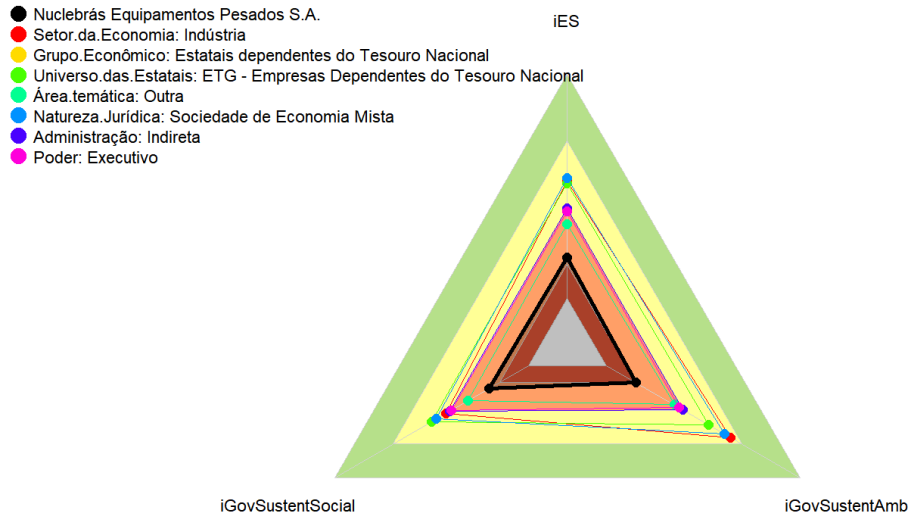 Nuclebrás Equipamentos Pesados S.A.
Setor.da.Economia: Indústria
Grupo.Econômico: Estatais dependentes do Tesouro Nacional
Universo.das.Estatais: ETG - Empresas Dependentes do Tesouro Nacional
Área.temática: Outra
Natureza.Jurídica: Sociedade de Economia Mista
Administração: Indireta
Poder: Executivo
iES
iGovSustentSocial
iGovSustentAmb